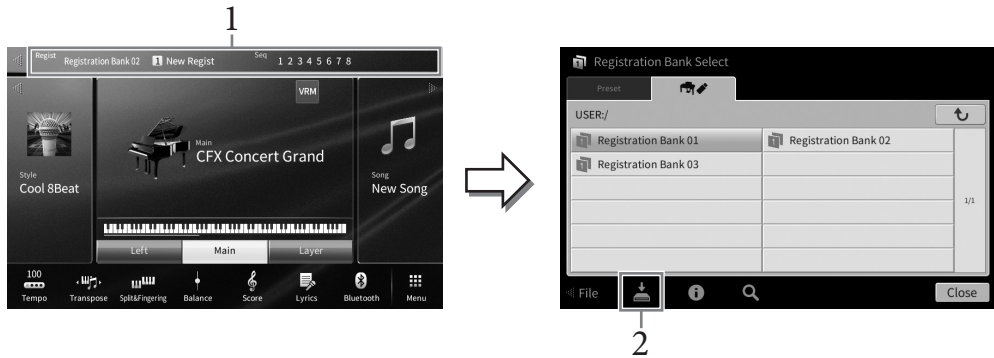 1
Regist
Registration Bank 02 1 New Regist
Seq
1 2 3 4 5 6 7 8
VRM
Style
Cool 8Beat
Main
CFX Concert Grand
Song
New Song
Left Main Layer
100
Tempo Transpose Split&Fingering Balance Score Lyrics Bluetooth Menu
Registration Bank Select
Preset
USER:/
Registration Bank 01 Registration Bank 02
Registration Bank 03
1/1
File Close
2